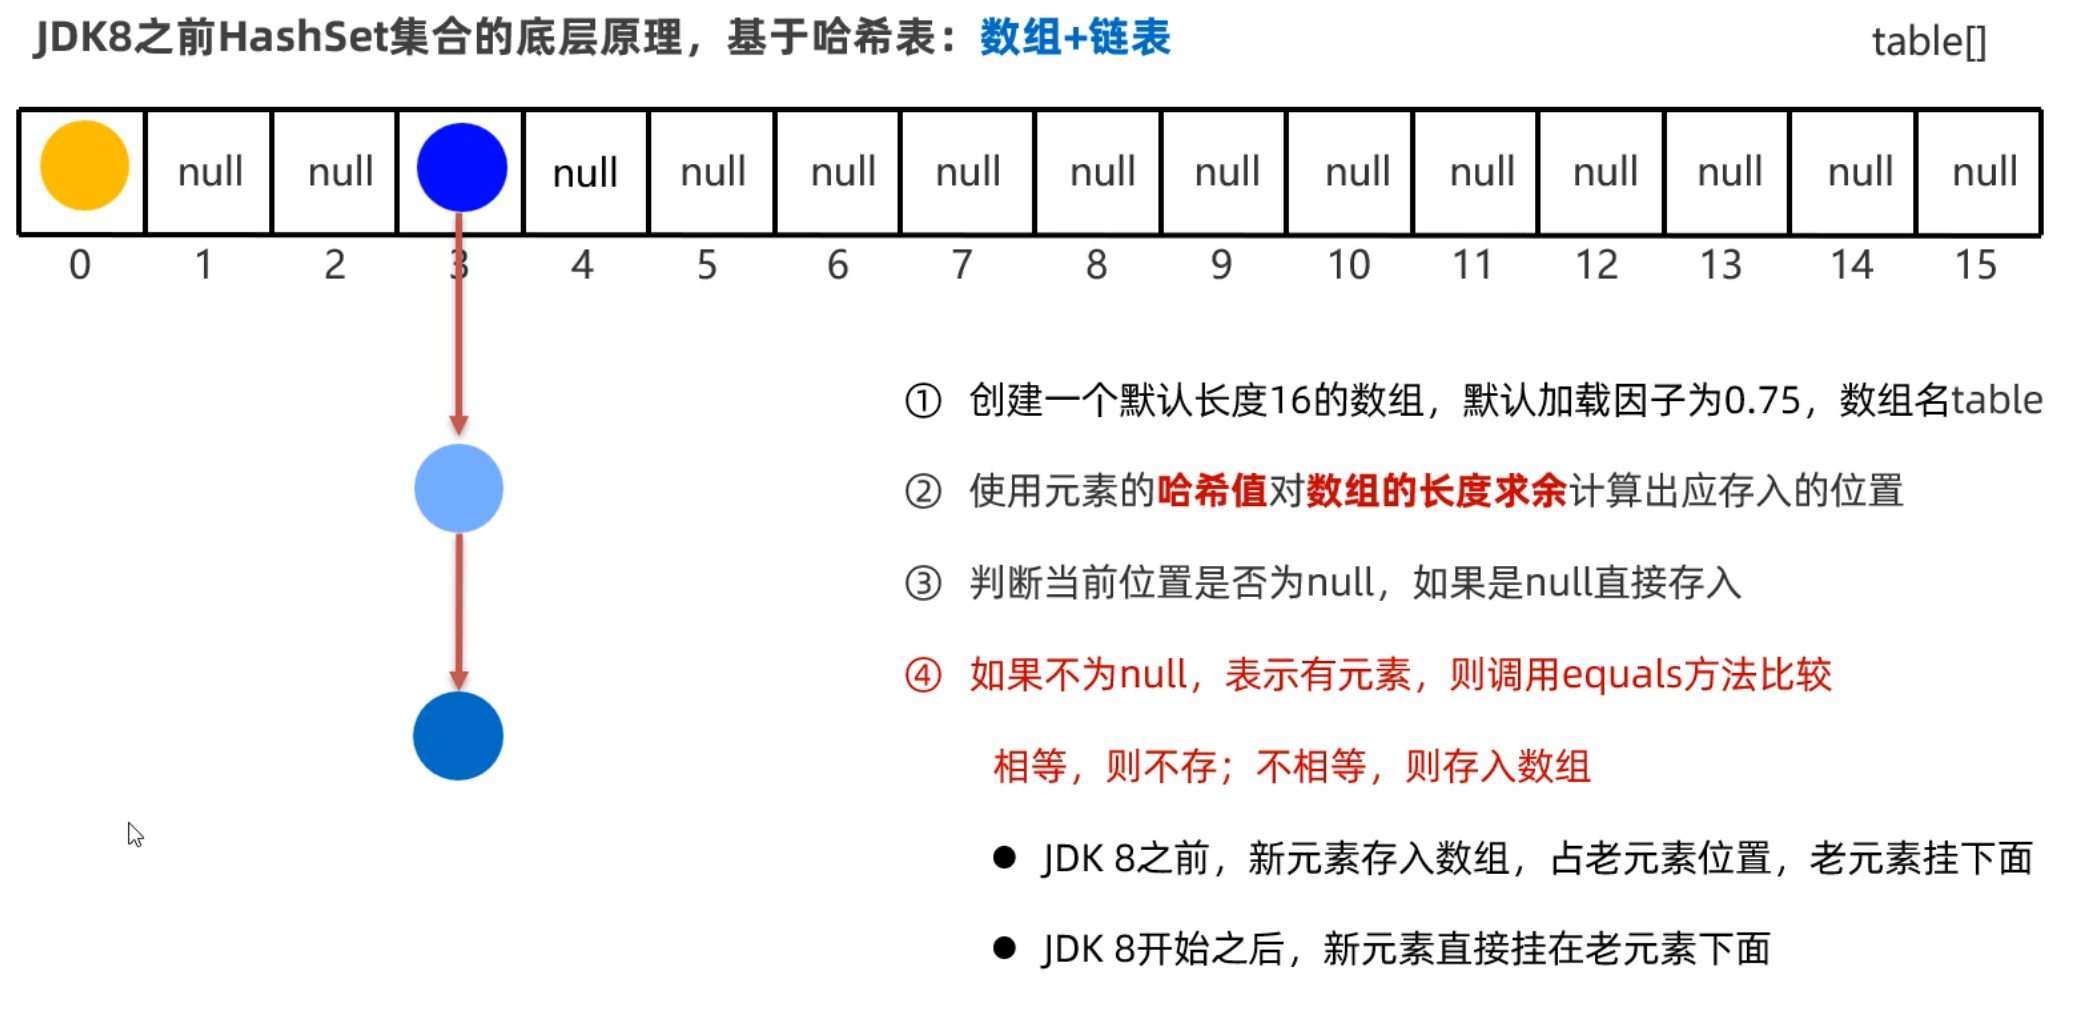 JDK8之前HashSet集合的底层原理，基于哈希表：数组+链表
table[]
null null null null null null null null null null null null null null
0 1 2 3 4 5 6 7 8 9 10 11 12 13 14 15
① 创建一个默认长度16的数组，默认加载因子为0.75，数组名table
② 使用元素的哈希值对数组的长度求余计算出应存入的位置
③ 判断当前位置是否为null，如果是null直接存入
④ 如果不为null，表示有元素，则调用equals方法比较
相等，则不存；不相等，则存入数组
● JDK 8之前，新元素存入数组，占老元素位置，老元素挂下面
● JDK 8开始之后，新元素直接挂在老元素下面